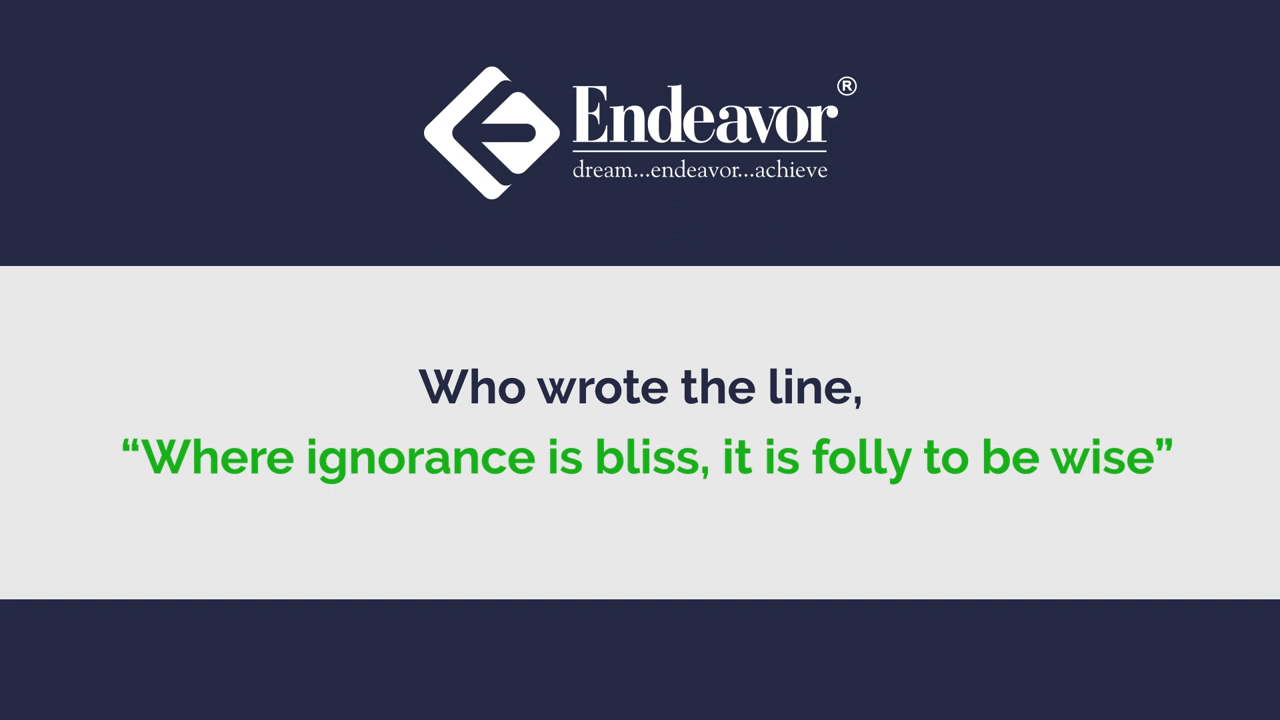 Endeavor®
dream...endeavor...achieve
Who wrote the line,
“Where ignorance is bliss, it is folly to be wise”